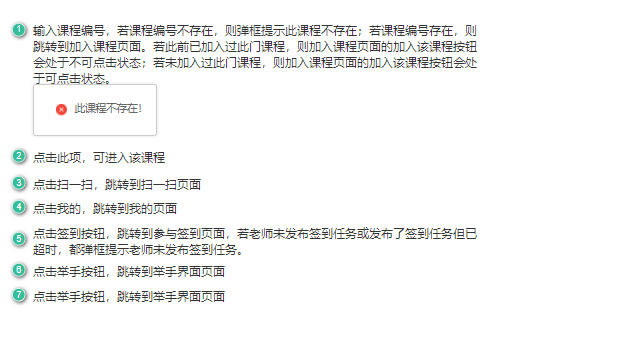 1 输入课程编号，若课程编号不存在，则弹框提示此课程不存在；若课程编号存在，则
跳转到加入课程页面。若此前已加入过此门课程，则加入课程页面的加入该课程按钮
会处于不可点击状态；若未加入过此门课程，则加入课程页面的加入该课程按钮会处
于可点击状态。
此课程不存在！
2 点击此项，可进入该课程
3 点击扫一扫，跳转到扫一扫页面
4 点击我的，跳转到我的页面
5 点击签到按钮，跳转到参与签到页面，若老师未发布签到任务或发布了签到任务但已
超时，都弹框提示老师未发布签到任务。
6 点击举手按钮，跳转到举手界面页面
7 点击举手按钮，跳转到举手界面页面